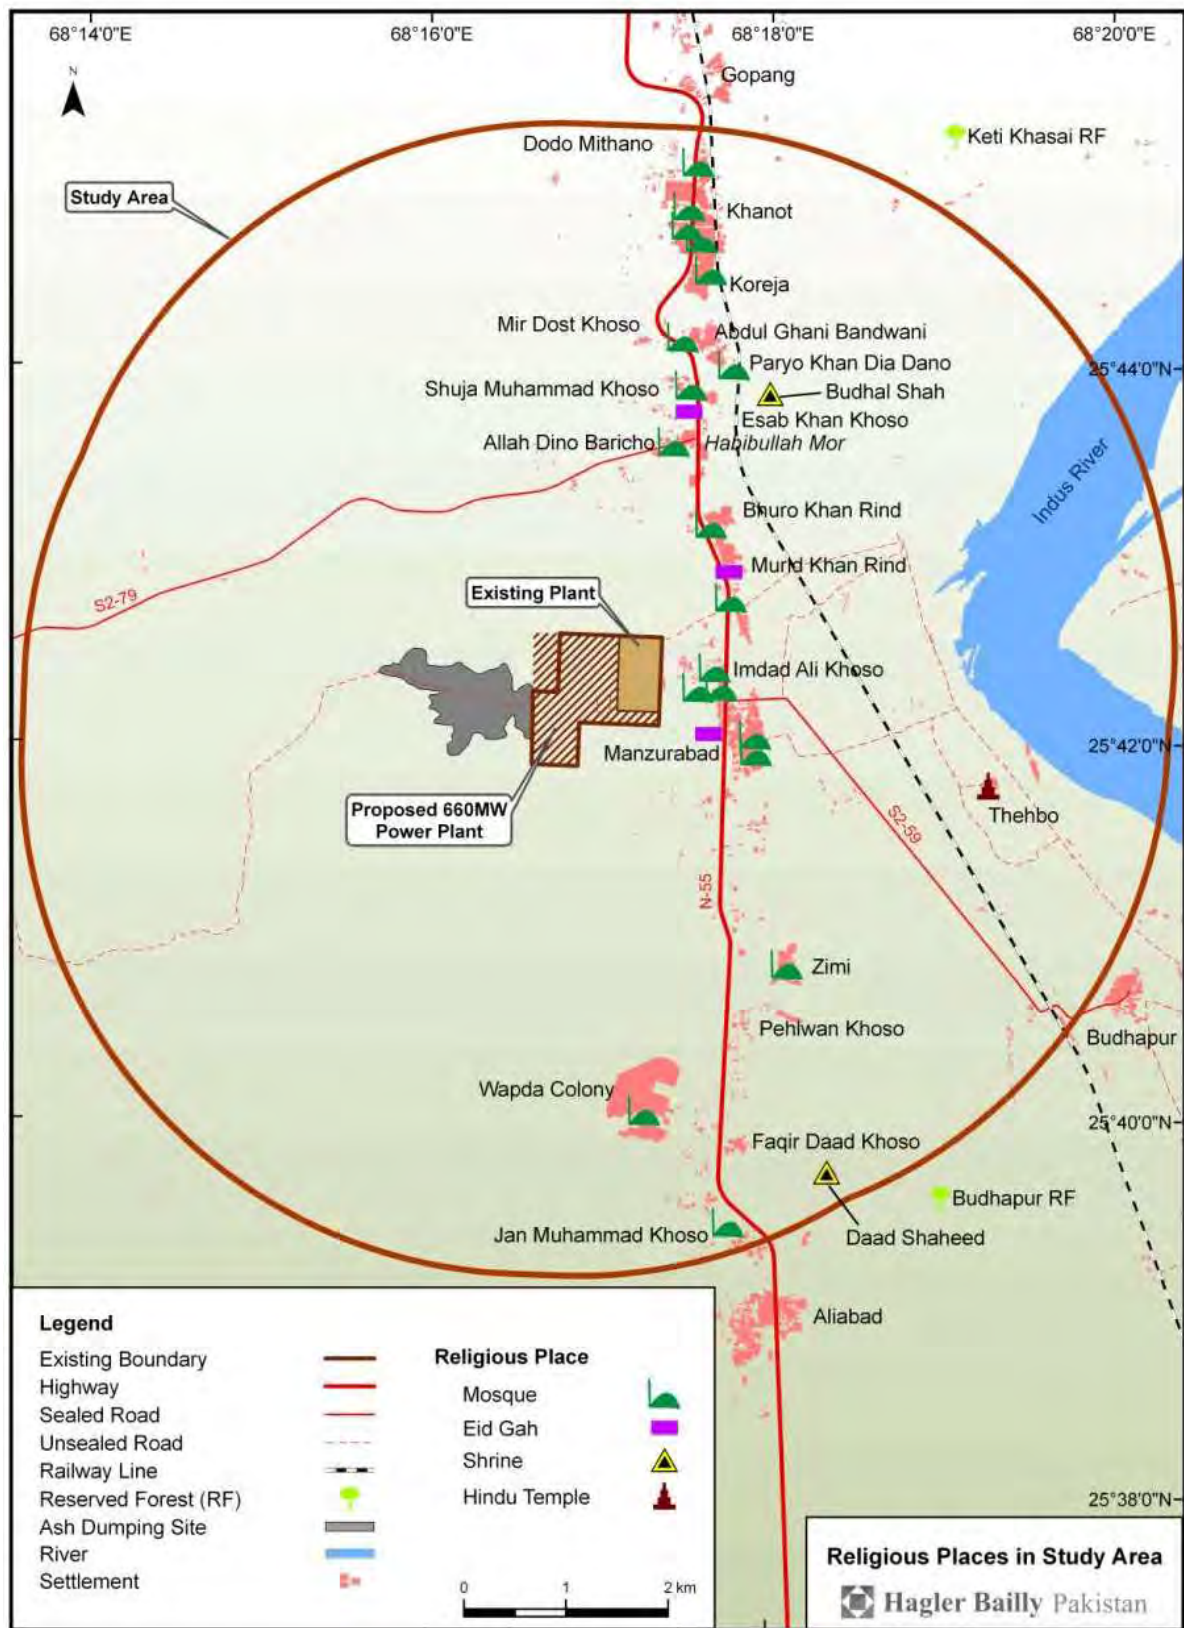 68°14'0"E
68°16'0"E
68°18'0"E
68°20'0"E
N
Gopang
Keti Khasai RF
Dodo Mithano
Study Area
Khanot
Koreja
Mir Dost Khoso
Abdul Ghani Bandwani
Paryo Khan Dia Dano
25°44'0"N
Shuja Muhammad Khoso
Budhal Shah
Esab Khan Khoso
Allah Dino Baricho
Habibullah Mor
Indus River
Bhuro Khan Rind
Murid Khan Rind
Existing Plant
S2-79
Imdad Ali Khoso
25°42'0"N
Manzurabad
Proposed 660MW
Power Plant
Thehbo
S2-59
N-55
Zimi
Pehlwan Khoso
Budhapur
Wapda Colony
25°40'0"N
Faqir Daad Khoso
Budhapur RF
Jan Muhammad Khoso
Daad Shaheed
Aliabad
Legend
Existing Boundary
Highway
Sealed Road
Unsealed Road
Railway Line
Reserved Forest (RF)
Ash Dumping Site
River
Settlement
Religious Place
Mosque
Eid Gah
Shrine
Hindu Temple
0 1 2 km
25°38'0"N
Religious Places in Study Area
Hagler Bailly Pakistan